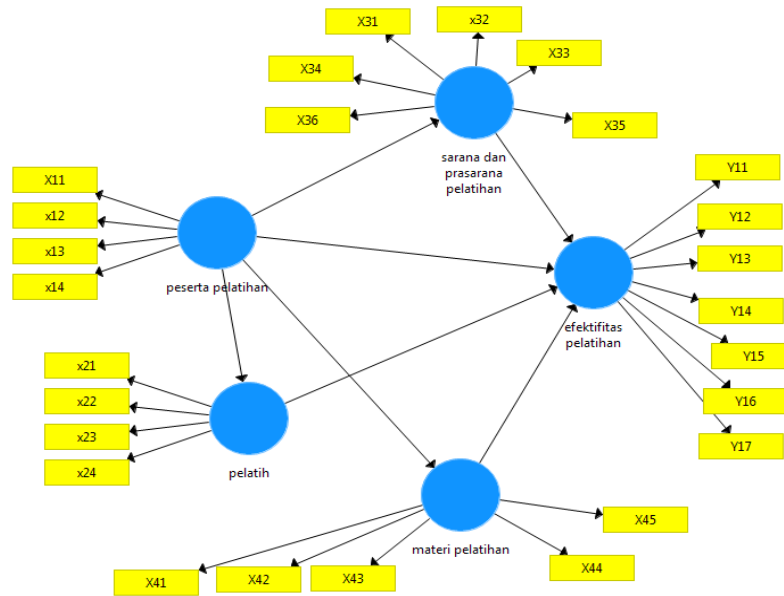 X31
x32
X33
X34
X36
X35
sarana dan
prasarana
pelatihan
X11
x12
x13
x14
peserta pelatihan
Y11
Y12
Y13
Y14
Y15
Y16
Y17
efektifitas
pelatihan
x21
x22
x23
x24
pelatih
materi pelatihan
X41
X42
X43
X44
X45